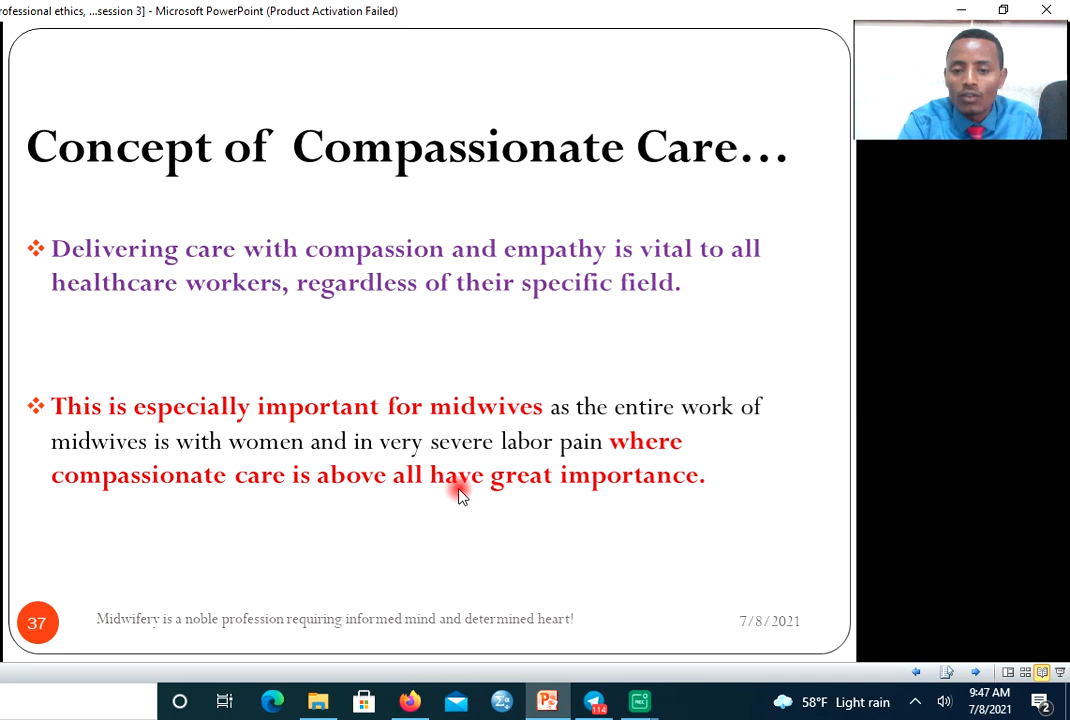 rofessional ethics, ...session 3] - Microsoft PowerPoint (Product Activation Failed)
Concept of Compassionate Care...
Delivering care with compassion and empathy is vital to all
healthcare workers, regardless of their specific field.
This is especially important for midwives as the entire work of
midwives is with women and in very severe labor pain where
compassionate care is above all have great importance.
37
Midwifery is a noble profession requiring informed mind and determined heart!
7/8/2021
114
REC
58°F Light rain
9:47 AM
7/8/2021
2